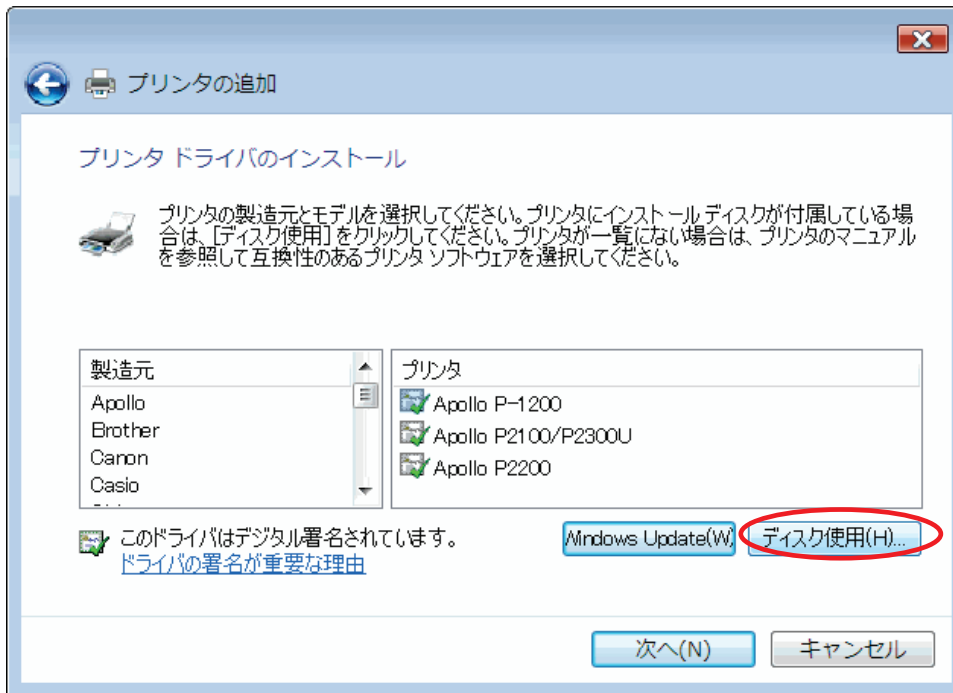 プリンタの追加
プリンタ ドライバのインストール
プリンタの製造元とモデルを選択してください。プリンタにインストール ディスクが付属している場
合は、[ディスク使用] をクリックしてください。プリンタが一覧にない場合は、プリンタのマニュアル
を参照して互換性のあるプリンタ ソフトウェアを選択してください。
製造元
Apollo
Brother
Canon
Casio
プリンタ
Apollo P-1200
Apollo P2100/P2300U
Apollo P2200
このドライバはデジタル署名されています。
ドライバの署名が重要な理由
Windows Update(W)
ディスク使用(H)...
次へ(N)
キャンセル